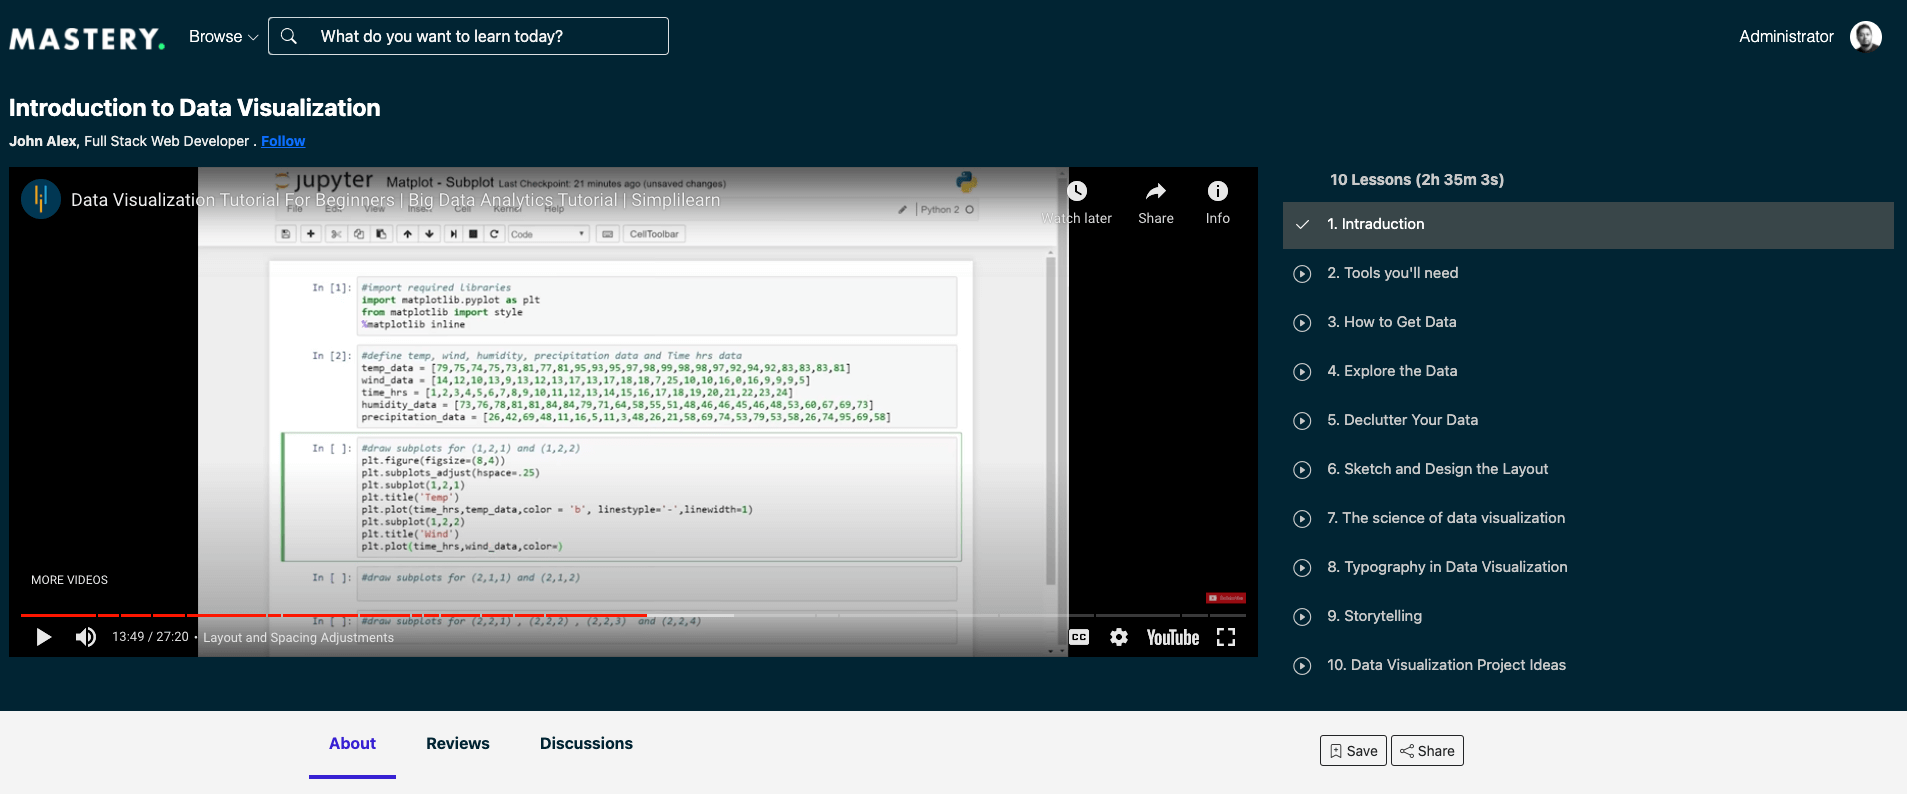 MASTERY.
Browse
What do you want to learn today?
Administrator
Introduction to Data Visualization
John Alex, Full Stack Web Developer . Follow
jupyter Matplot - Subplot Last Checkpoint: 21 minutes ago (unsaved changes)
Data Visualization Tutorial For Beginners | Big Data Analytics Tutorial | Simplilearn
File Edit View Insert Cell Kernel Help
Python 2
Watch later
Share
Info
Code
CellToolbar
In [1]: #import required libraries
import matplotlib.pyplot as plt
from matplotlib import style
%matplotlib inline
In [2]: #define temp, wind, humidity, precipitation data and Time hrs data
temp_data = [79,75,74,75,73,81,77,81,95,93,95,97,98,99,98,98,97,92,94,92,83,83,83,81]
wind_data = [14,12,10,13,9,13,12,13,17,13,17,18,18,7,25,10,10,16,0,16,9,9,9,5]
time_hrs = [1,2,3,4,5,6,7,8,9,10,11,12,13,14,15,16,17,18,19,20,21,22,23,24]
humidity_data = [73,76,78,81,81,84,84,79,71,64,58,55,51,48,46,46,45,46,48,53,60,67,69,73]
precipitation_data = [26,42,69,48,11,16,5,11,3,48,26,21,58,69,74,53,79,53,58,26,74,95,69,58]
In [ ]: #draw subplots for (1,2,1) and (1,2,2)
plt.figure(figsize=(8,4))
plt.subplots_adjust(hspace=.25)
plt.subplot(1,2,1)
plt.title('Temp')
plt.plot(time_hrs,temp_data,color = 'b', linestyple='-',linewidth=1)
plt.subplot(1,2,2)
plt.title('Wind')
plt.plot(time_hrs,wind_data,color=)
In [ ]: #draw subplots for (2,1,1) and (2,1,2)
MORE VIDEOS
In [ ]: #draw subplots for (2,2,1) , (2,2,2) , (2,2,3) and (2,2,4)
13:49 / 27:20 • Layout and Spacing Adjustments
CC
YouTube
10 Lessons (2h 35m 3s)
1. Intraduction
2. Tools you'll need
3. How to Get Data
4. Explore the Data
5. Declutter Your Data
6. Sketch and Design the Layout
7. The science of data visualization
8. Typography in Data Visualization
9. Storytelling
10. Data Visualization Project Ideas
About
Reviews
Discussions
Save
Share